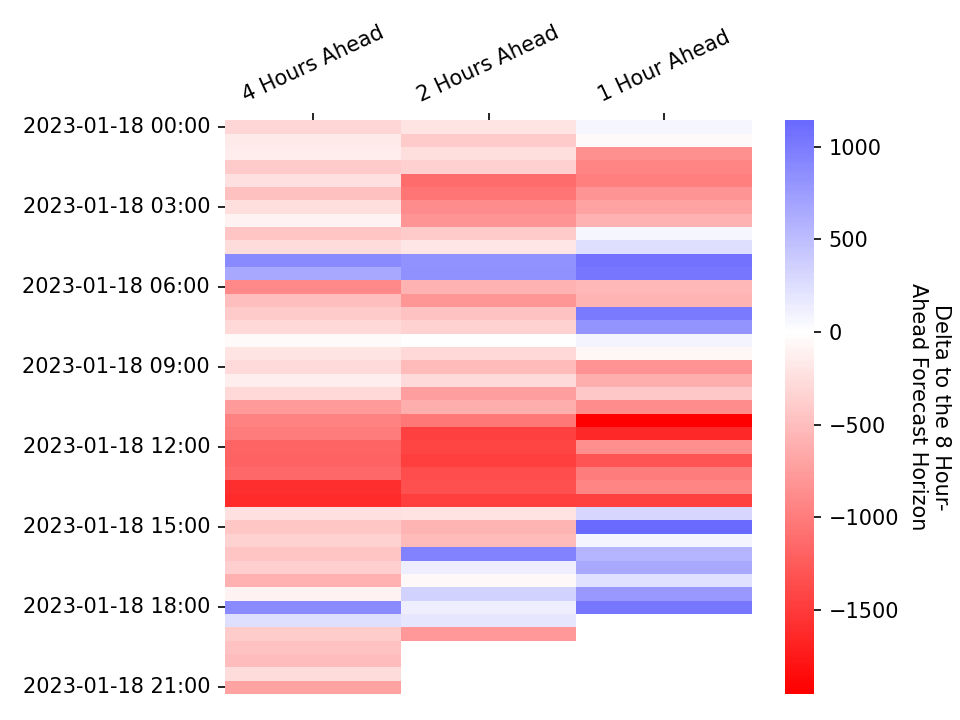 4 Hours Ahead
2 Hours Ahead
1 Hour Ahead
2023-01-18 00:00
2023-01-18 03:00
2023-01-18 06:00
2023-01-18 09:00
2023-01-18 12:00
2023-01-18 15:00
2023-01-18 18:00
2023-01-18 21:00
1000
500
0
−500
−1000
−1500
Delta to the 8 Hour-
Ahead Forecast Horizon